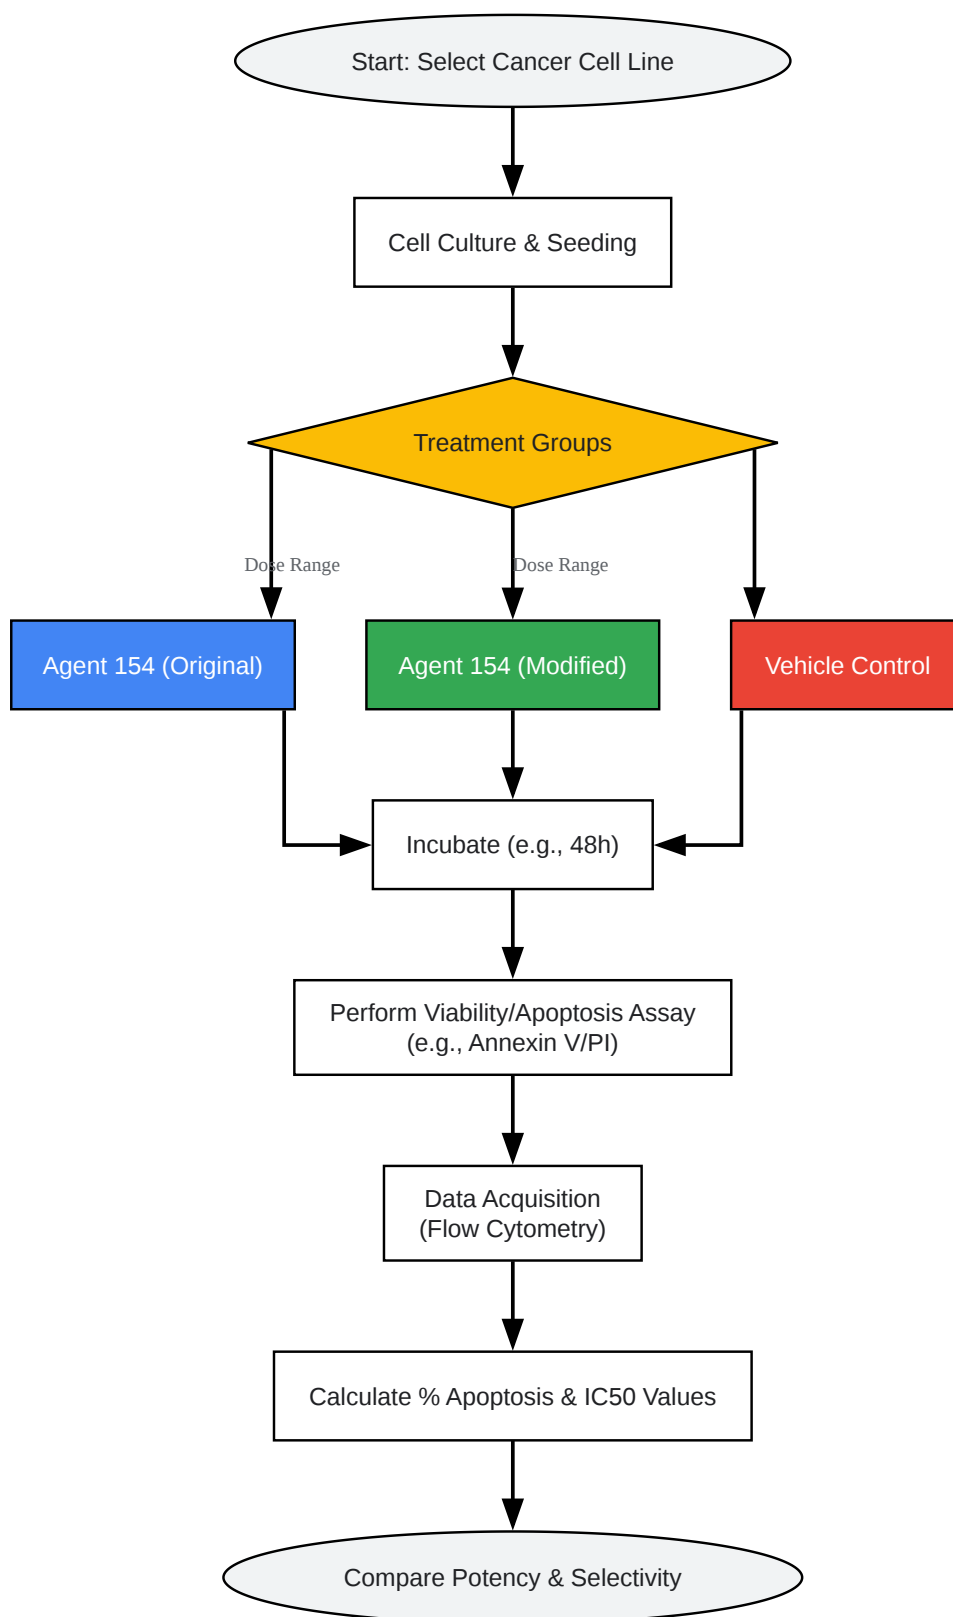 Start: Select Cancer Cell Line
Cell Culture & Seeding
Treatment Groups
Dose Range
Dose Range
Agent 154 (Original)
Agent 154 (Modified)
Vehicle Control
Incubate (e.g., 48h)
Perform Viability/Apoptosis Assay
(e.g., Annexin V/PI)
Data Acquisition
(Flow Cytometry)
Calculate % Apoptosis & IC50 Values
Compare Potency & Selectivity